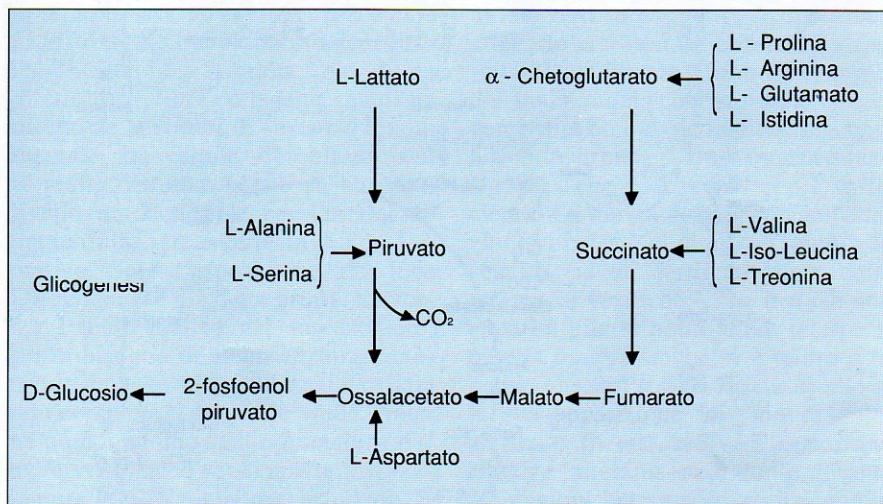 L-Lattato
α - Chetoglutarato
L - Prolina
L- Arginina
L- Glutamato
L- Istidina
L-Alanina
L-Serina
Piruvato
Succinato
L-Valina
L-Iso-Leucina
L-Treonina
Glicogenesi
CO₂
D-Glucosio
2-fosfoenol
piruvato
Ossalacetato
Malato
Fumarato
L-Aspartato